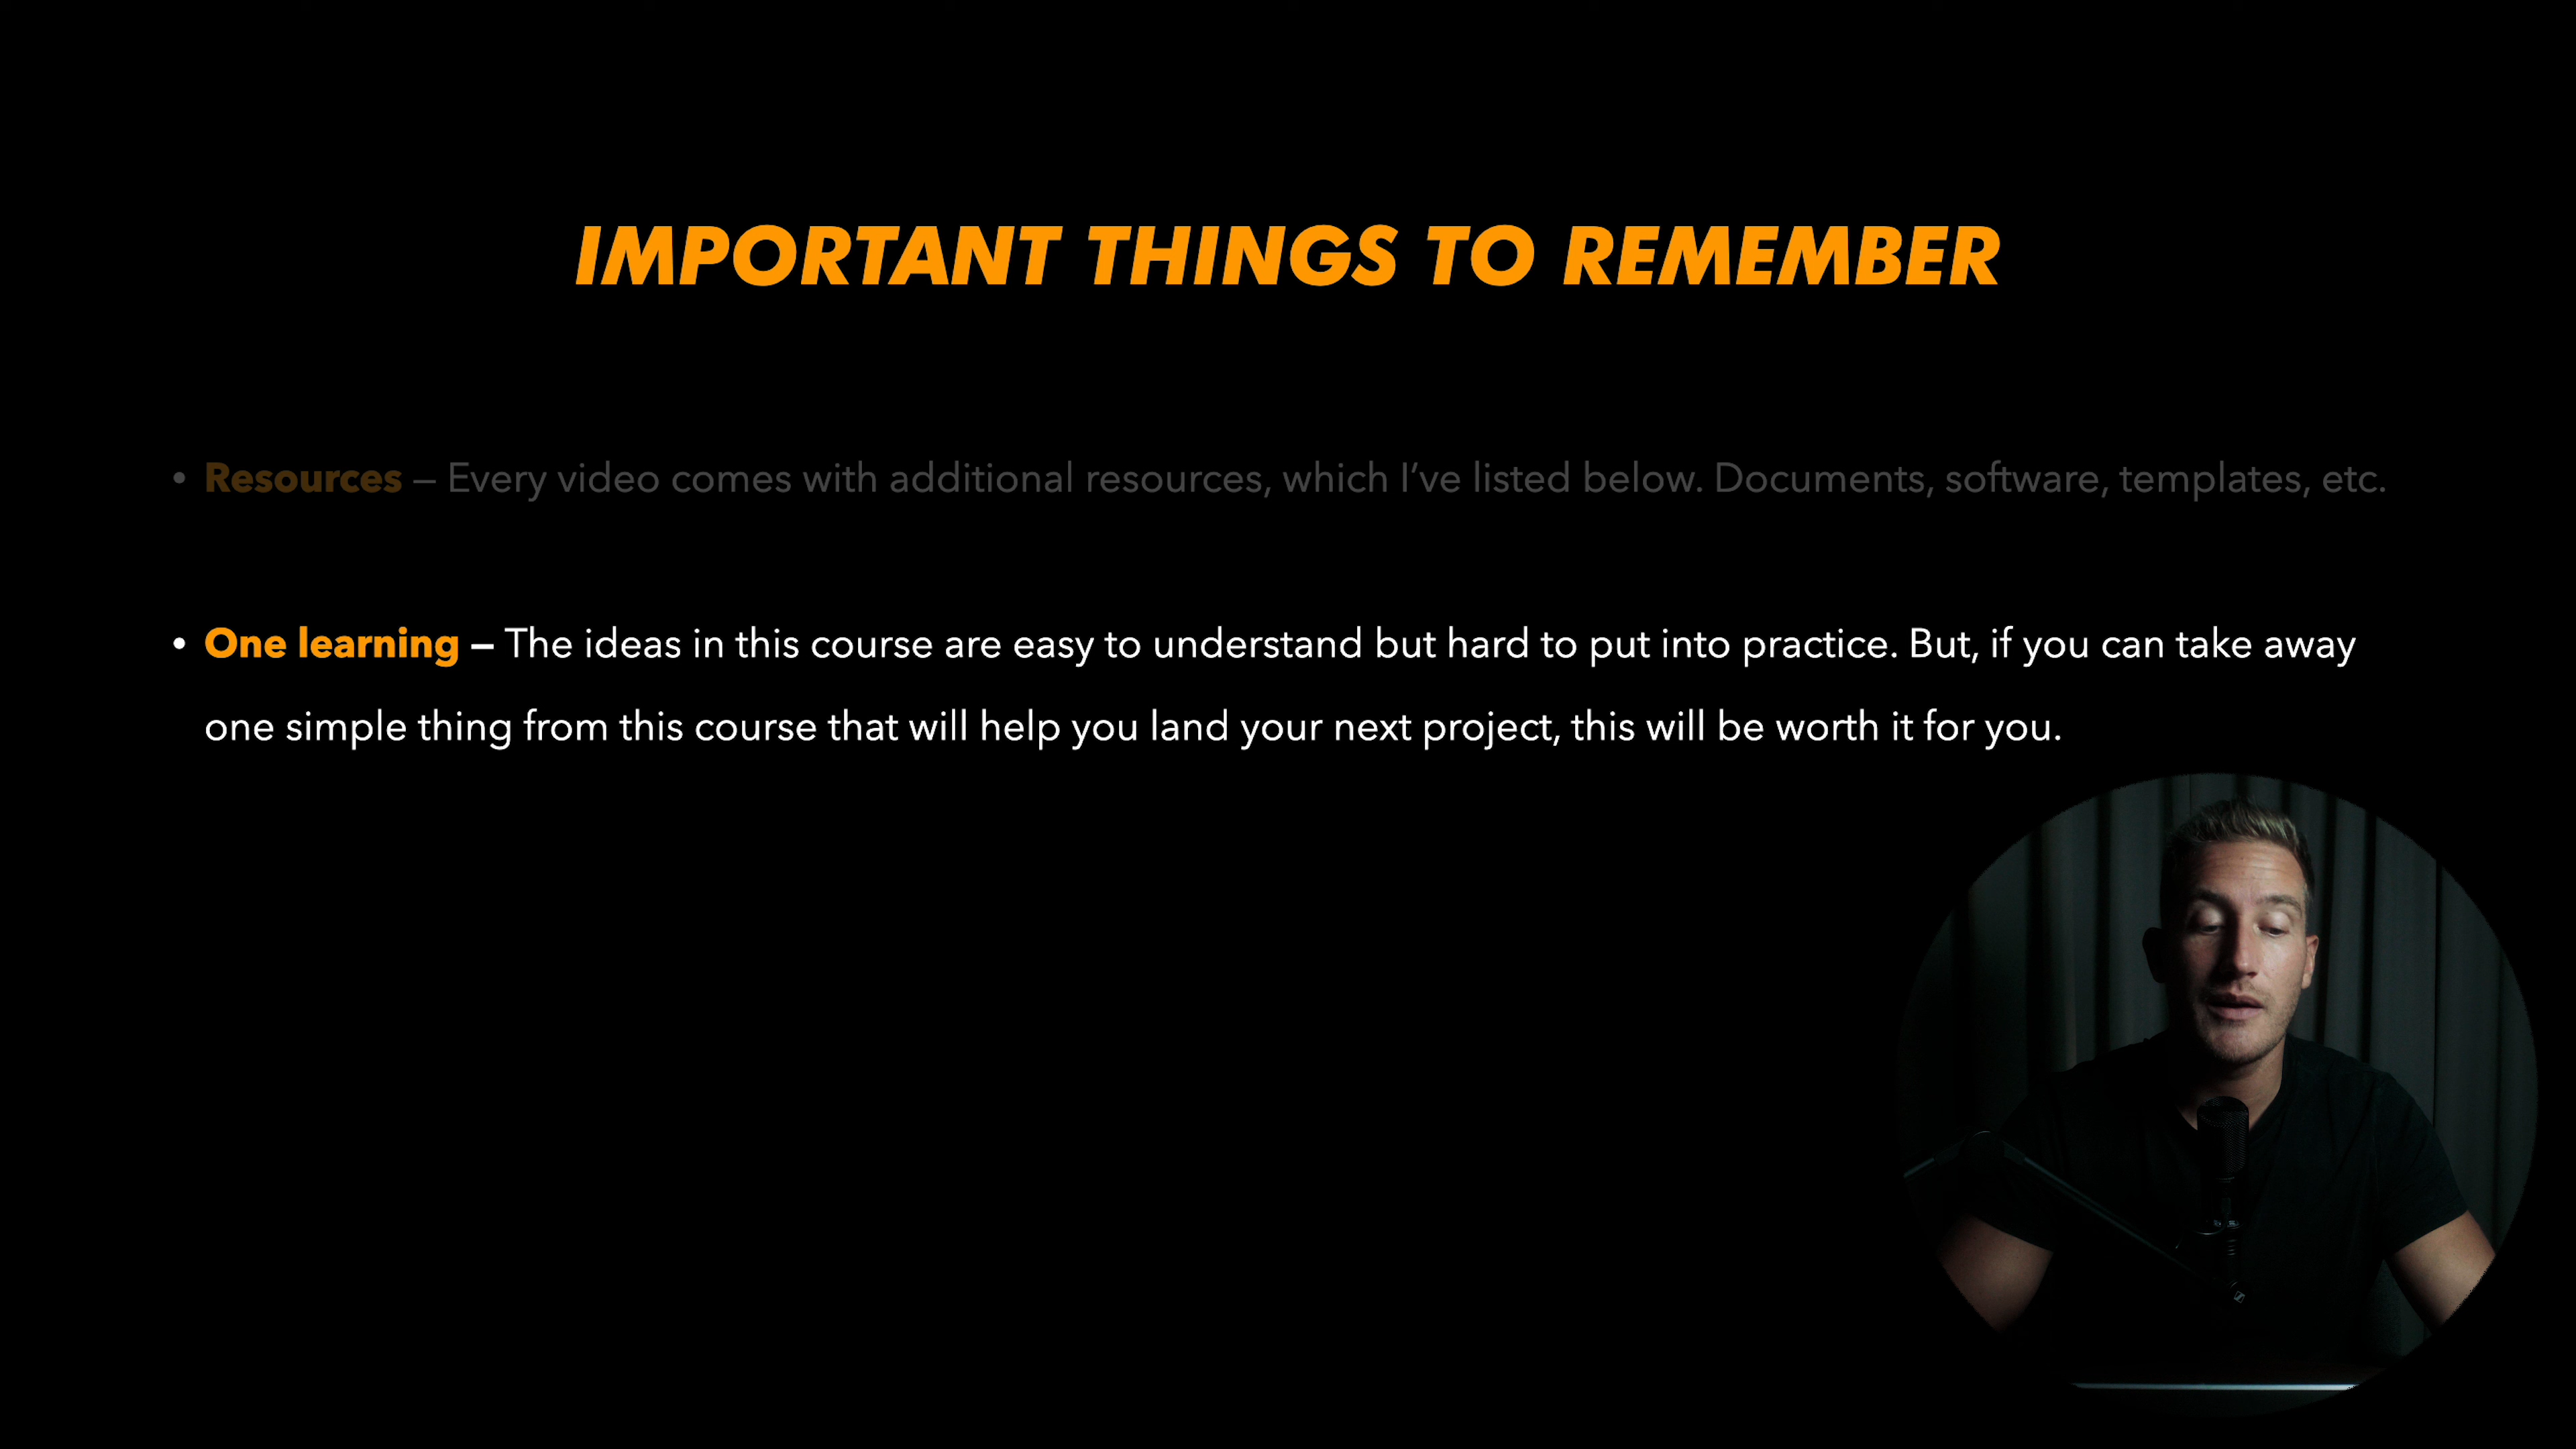 IMPORTANT THINGS TO REMEMBER
• Resources – Every video comes with additional resources, which I’ve listed below. Documents, software, templates, etc.
• One learning – The ideas in this course are easy to understand but hard to put into practice. But, if you can take away
one simple thing from this course that will help you land your next project, this will be worth it for you.